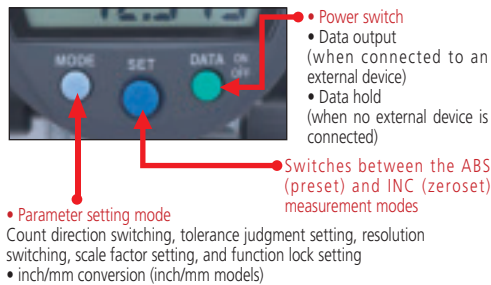 MODE
SET
DATA
ON
OFF
• Power switch
• Data output
(when connected to an
external device)
• Data hold
(when no external device is
connected)
Switches between the ABS
(preset) and INC (zeroset)
measurement modes
• Parameter setting mode
Count direction switching, tolerance judgment setting, resolution
switching, scale factor setting, and function lock setting
• inch/mm conversion (inch/mm models)